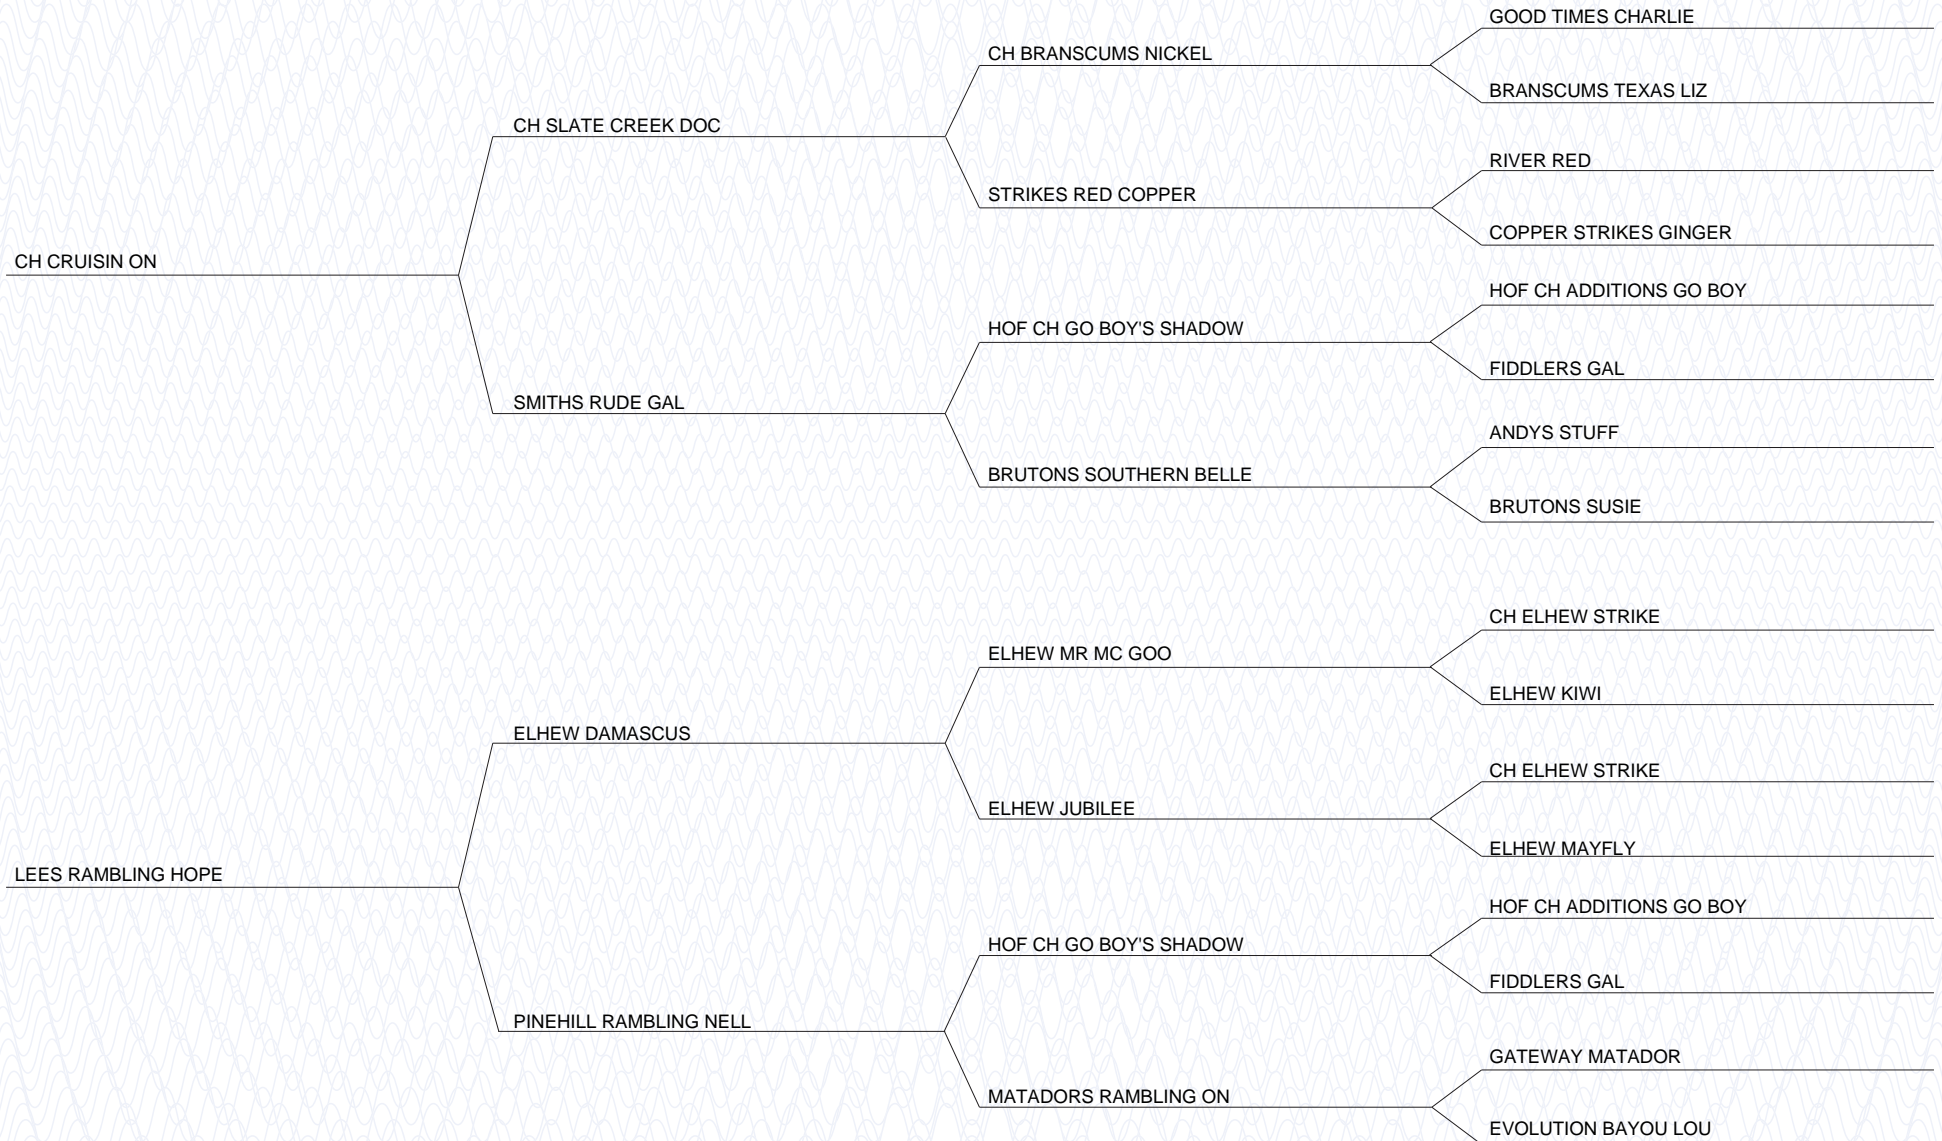 GOOD TIMES CHARLIE
CH BRANSCUMS NICKEL
BRANSCUMS TEXAS LIZ
CH SLATE CREEK DOC
RIVER RED
STRIKES RED COPPER
COPPER STRIKES GINGER
CH CRUISIN ON
HOF CH ADDITIONS GO BOY
HOF CH GO BOY'S SHADOW
FIDDLERS GAL
SMITHS RUDE GAL
ANDYS STUFF
BRUTONS SOUTHERN BELLE
BRUTONS SUSIE
CH ELHEW STRIKE
ELHEW MR MC GOO
ELHEW KIWI
ELHEW DAMASCUS
CH ELHEW STRIKE
ELHEW JUBILEE
ELHEW MAYFLY
LEES RAMBLING HOPE
HOF CH ADDITIONS GO BOY
HOF CH GO BOY'S SHADOW
FIDDLERS GAL
PINEHILL RAMBLING NELL
GATEWAY MATADOR
MATADORS RAMBLING ON
EVOLUTION BAYOU LOU